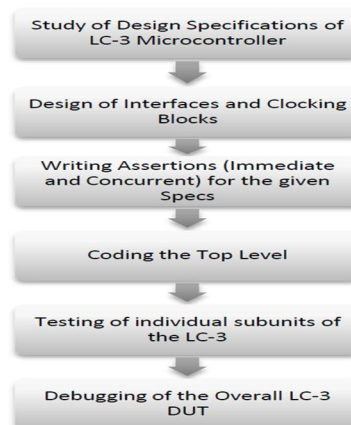 Study of Design Specifications of
LC-3 Microcontroller
Design of Interfaces and Clocking
Blocks
Writing Assertions (Immediate
and Concurrent) for the given
Specs
Coding the Top Level
Testing of individual subunits of
the LC-3
Debugging of the Overall LC-3
DUT